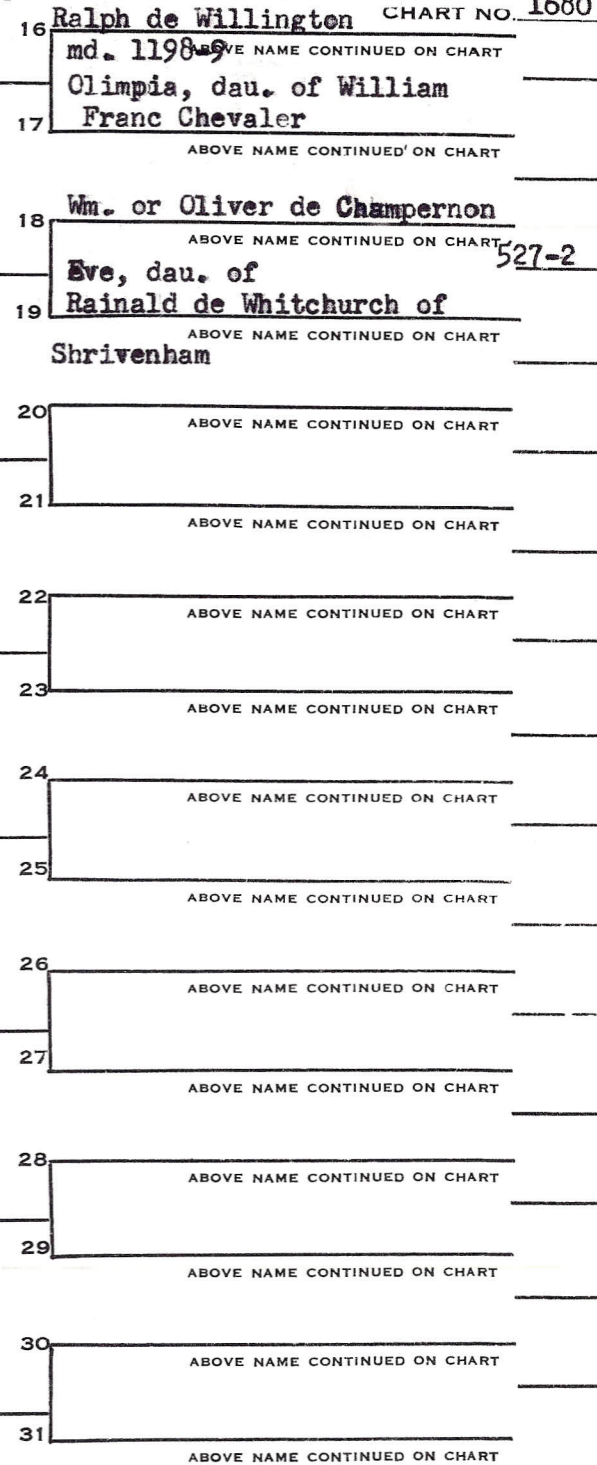 CHART NO. 1680
16 Ralph de Willington
md. 1198-9 ABOVE NAME CONTINUED ON CHART
Olimpia, dau. of William
17 Franc Chevaler
ABOVE NAME CONTINUED ON CHART
Wm. or Oliver de Champernon
18
ABOVE NAME CONTINUED ON CHART 527-2
Eve, dau. of
19 Rainald de Whitchurch of
ABOVE NAME CONTINUED ON CHART
Shrivenham
20
ABOVE NAME CONTINUED ON CHART
21
ABOVE NAME CONTINUED ON CHART
22
ABOVE NAME CONTINUED ON CHART
23
ABOVE NAME CONTINUED ON CHART
24
ABOVE NAME CONTINUED ON CHART
25
ABOVE NAME CONTINUED ON CHART
26
ABOVE NAME CONTINUED ON CHART
27
ABOVE NAME CONTINUED ON CHART
28
ABOVE NAME CONTINUED ON CHART
29
ABOVE NAME CONTINUED ON CHART
30
ABOVE NAME CONTINUED ON CHART
31
ABOVE NAME CONTINUED ON CHART